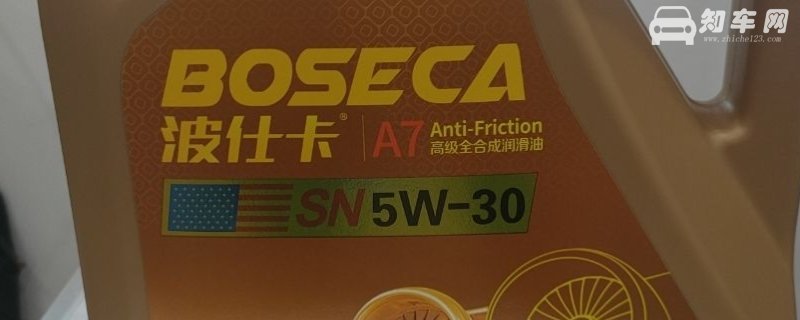 知车网
www.zhiche123.com
BOSECA
波仕卡®
A7
Anti-Friction
高级全合成润滑油
SN 5W-30